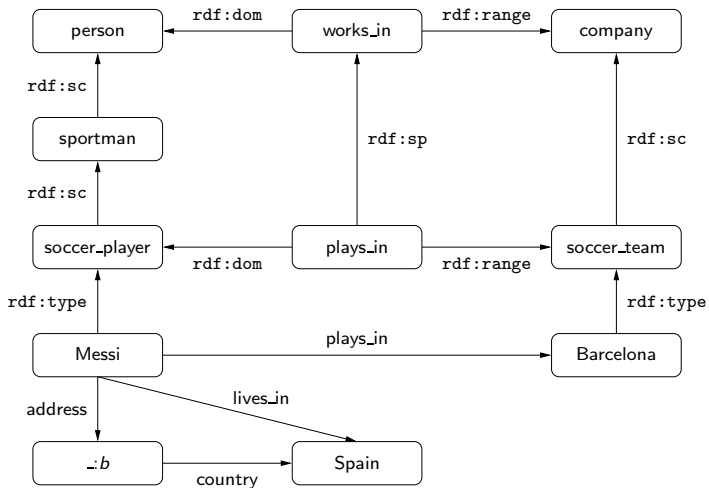 person
rdf:dom
works_in
rdf:range
company
rdf:sc
sportman
rdf:sp
rdf:sc
rdf:sc
soccer_player
rdf:dom
plays_in
rdf:range
soccer_team
rdf:type
rdf:type
Messi
plays_in
Barcelona
address
lives_in
_:b
country
Spain